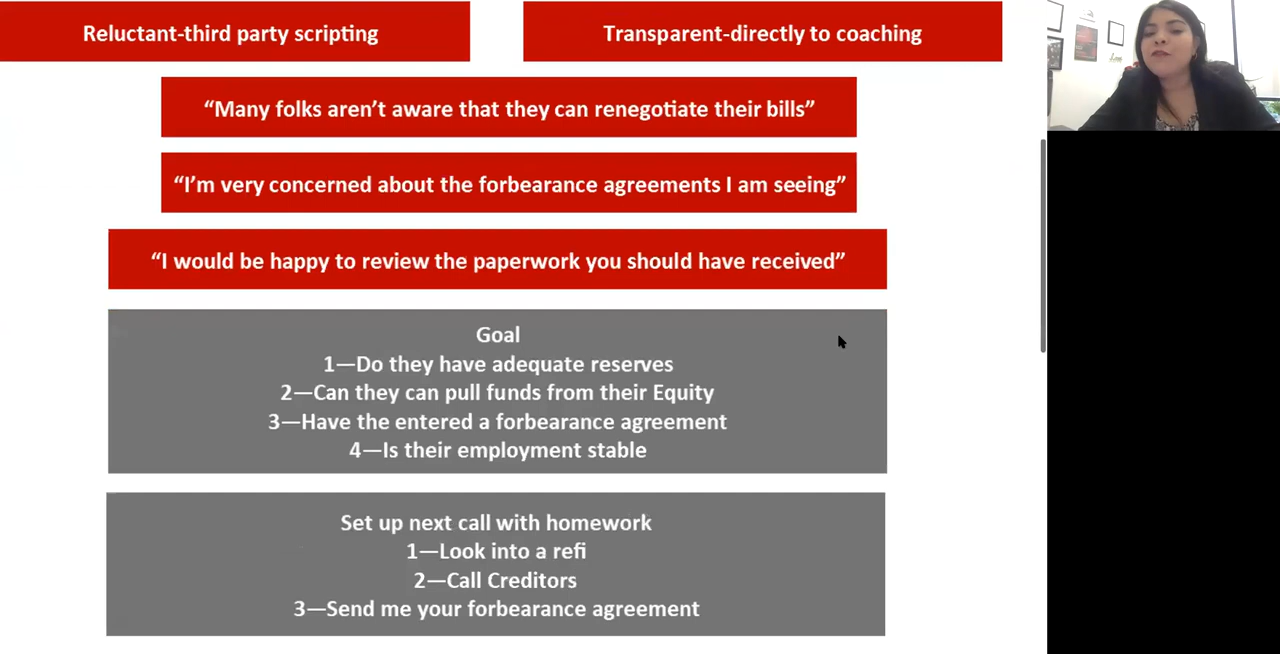 Reluctant-third party scripting
Transparent-directly to coaching
“Many folks aren’t aware that they can renegotiate their bills”
“I’m very concerned about the forbearance agreements I am seeing”
“I would be happy to review the paperwork you should have received”
Goal
1—Do they have adequate reserves
2—Can they can pull funds from their Equity
3—Have the entered a forbearance agreement
4—Is their employment stable
Set up next call with homework
1—Look into a refi
2—Call Creditors
3—Send me your forbearance agreement